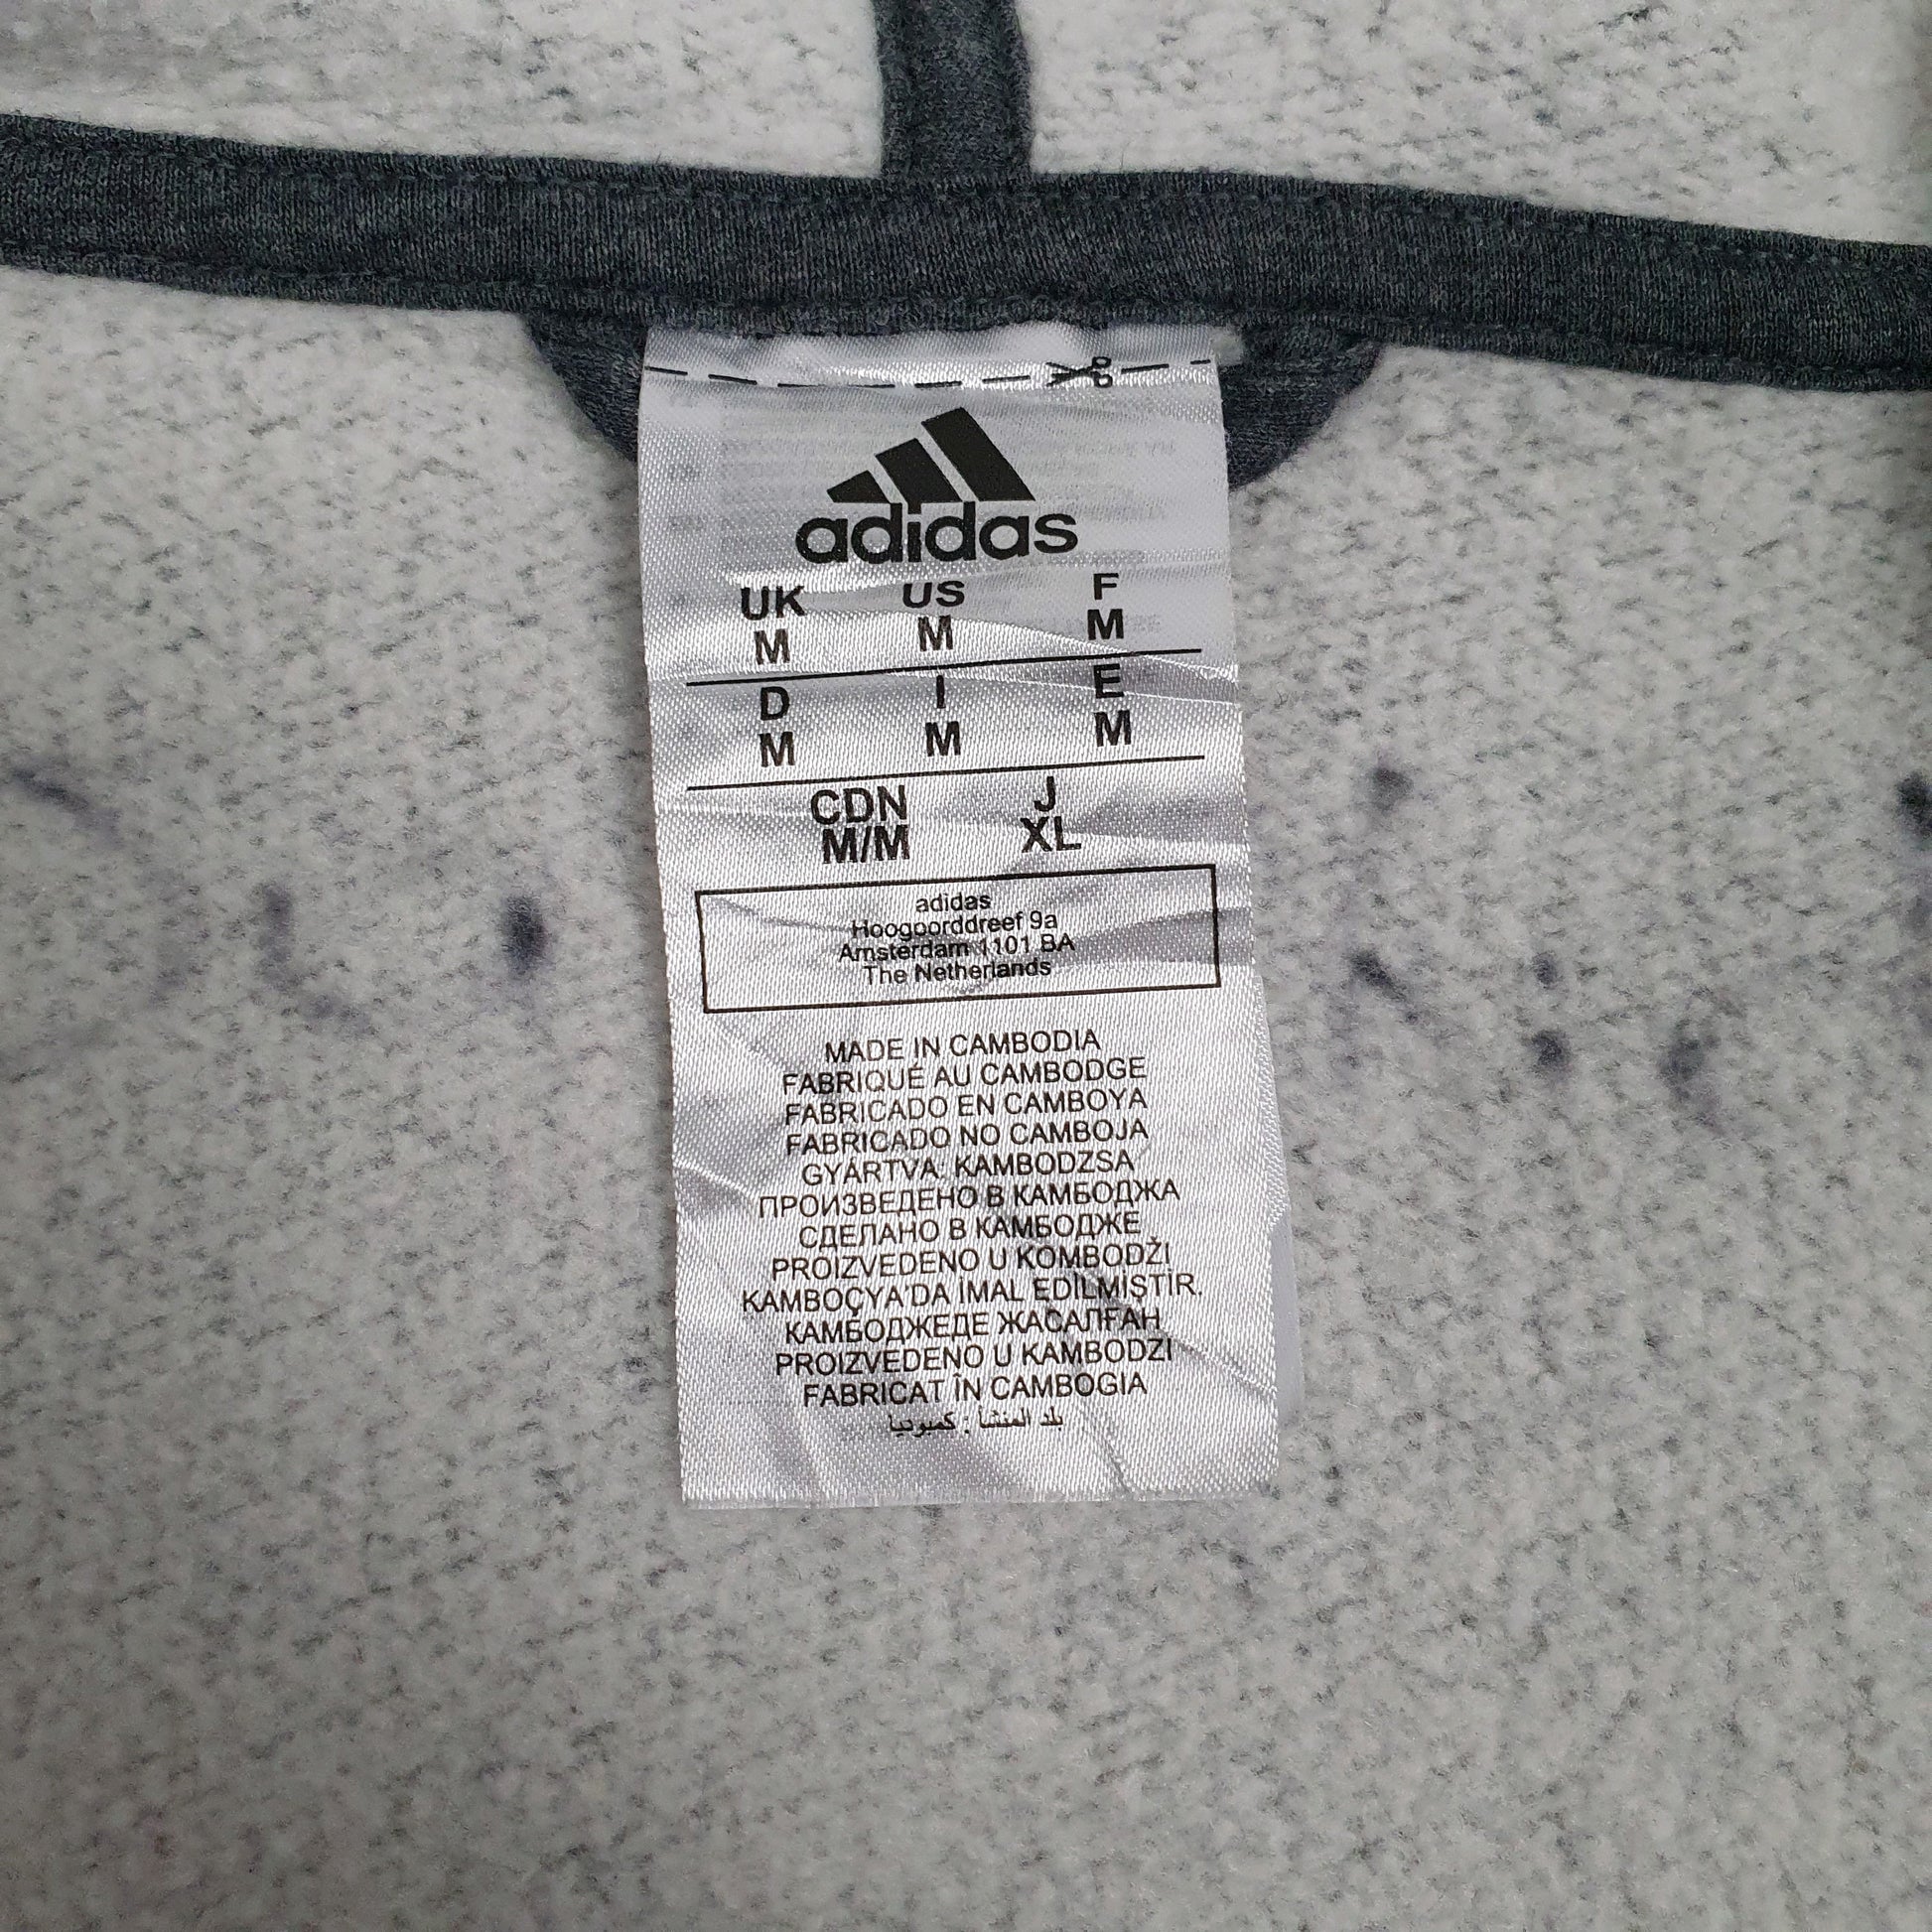 adidas
UK US F
M M M
D I E
M M M
CDN J
M/M XL
adidas
Hoogoorddreef 9a
Amsterdam 1101 BA
The Netherlands
MADE IN CAMBODIA
FABRIQUÉ AU CAMBODGE
FABRICADO EN CAMBOYA
FABRICADO NO CAMBOJA
GYÁRTVA: KAMBODZSA
ПРОИЗВЕДЕНО В КАМБОДЖА
СДЕЛАНО В КАМБОДЖЕ
PROIZVEDENO U KOMBODŽI
KAMBOÇYA'DA İMAL EDİLMİŞTİR.
КАМБОДЖЕДЕ ЖАСАЛҒАН
PROIZVEDENO U KAMBODZI
FABRICAT ÎN CAMBOGIA
بلد المنشأ : كمبوديا